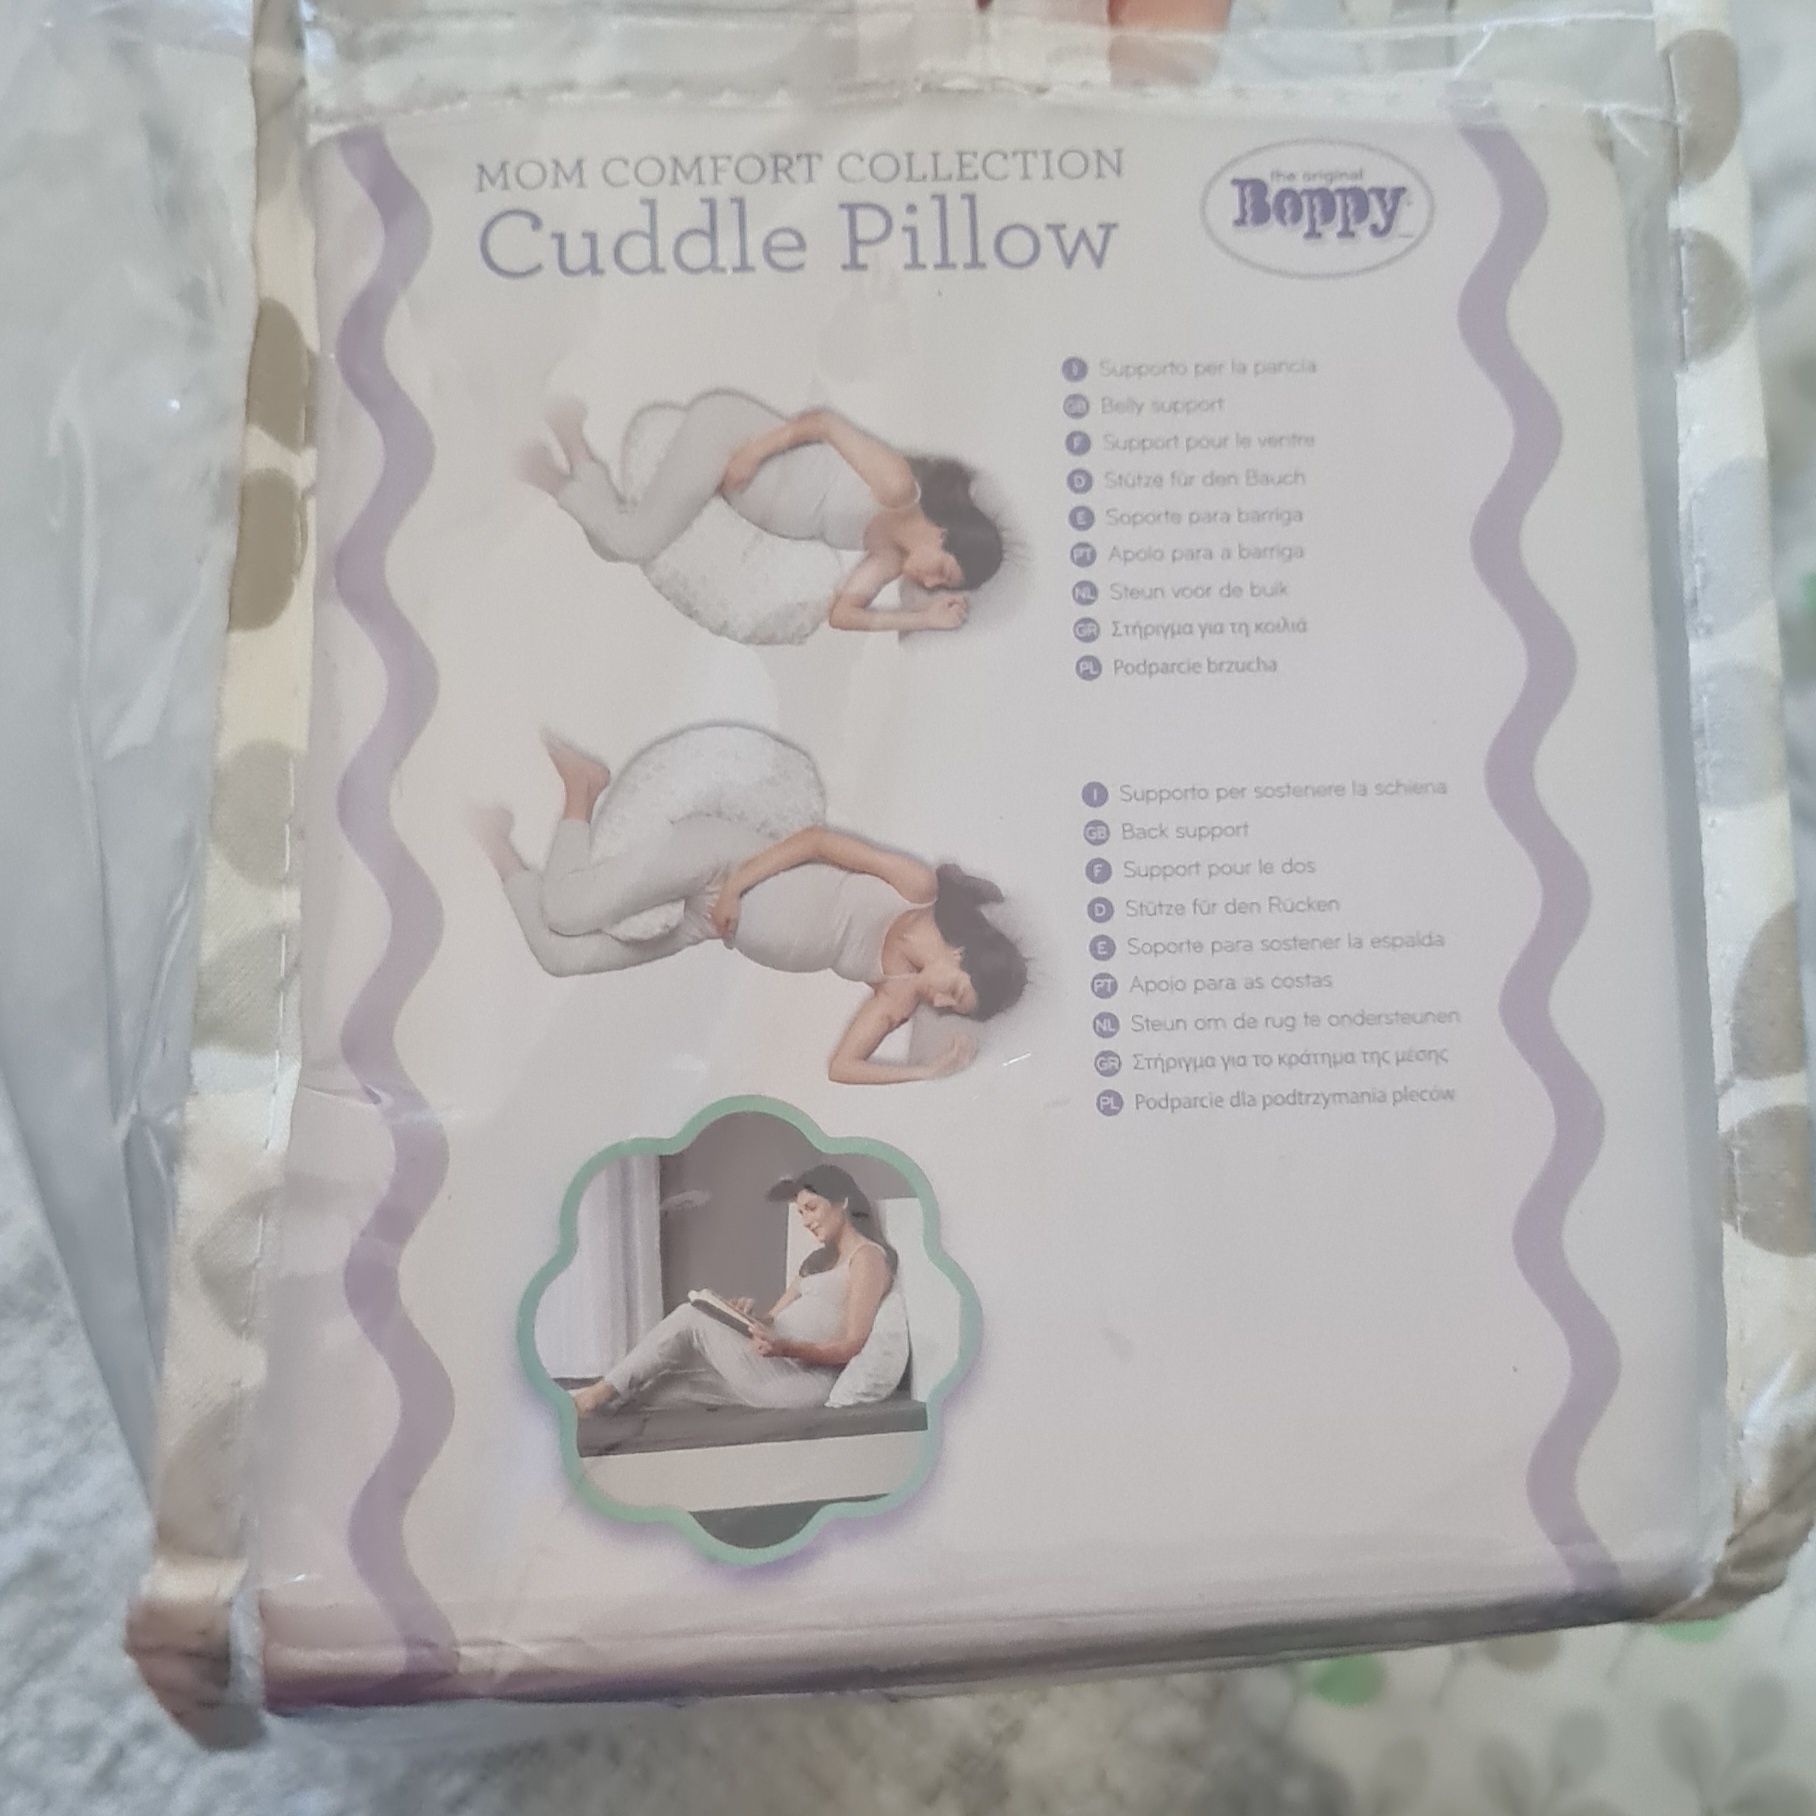 MOM COMFORT COLLECTION
Cuddle Pillow
the original
Boppy
I Supporto per la pancia
GB Belly support
F Support pour le ventre
D Stütze für den Bauch
E Soporte para barriga
PT Apoio para a barriga
NL Steun voor de buik
GR Στήριγμα για τη κοιλιά
PL Podparcie brzucha
I Supporto per sostenere la schiena
GB Back support
F Support pour le dos
D Stütze für den Rücken
E Soporte para sostener la espalda
PT Apoio para as costas
NL Steun om de rug te ondersteunen
GR Στήριγμα για το κράτημα της μέσης
PL Podparcie dla podtrzymania pleców